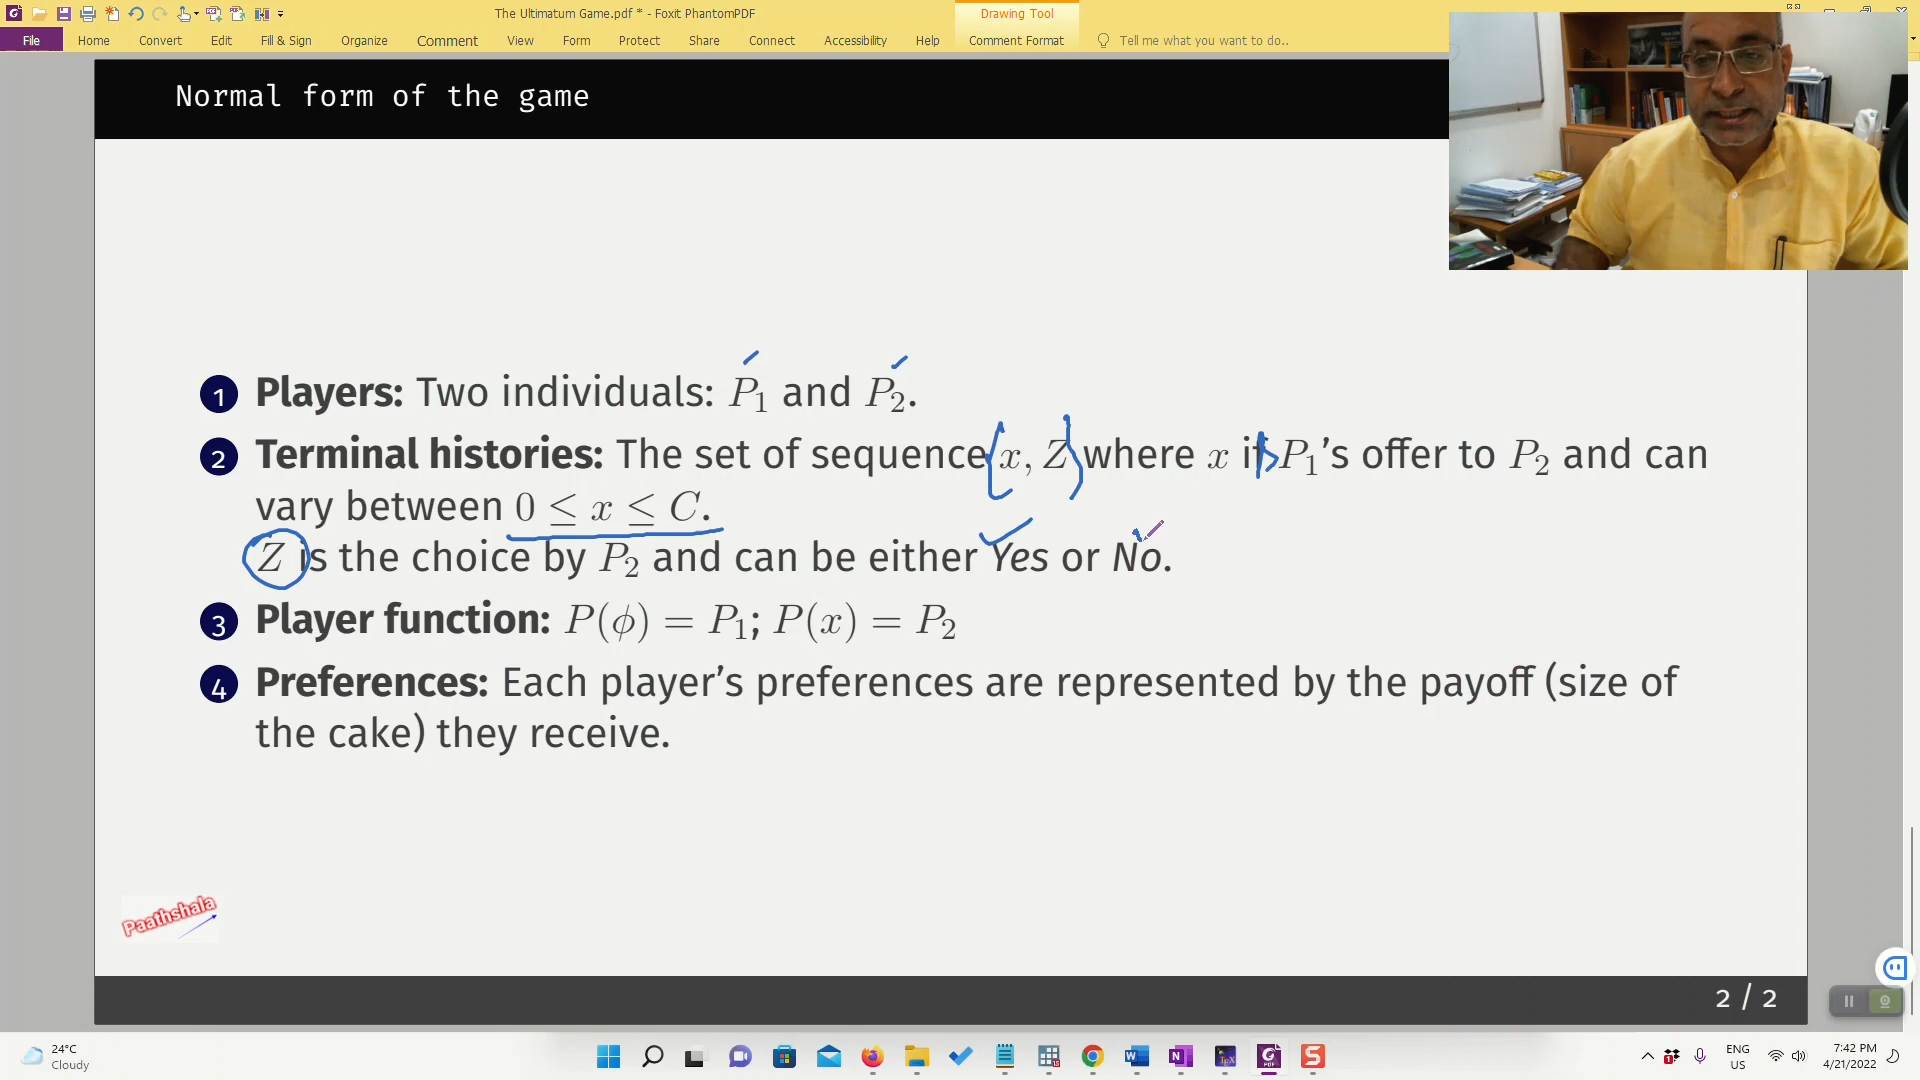 The Ultimatum Game.pdf * - Foxit PhantomPDF
Drawing Tool
File Home Convert Edit Fill & Sign Organize Comment View Form Protect Share Connect Accessibility Help Comment Format Tell me what you want to do..
Normal form of the game
1 Players: Two individuals: P₁ and P₂.
2 Terminal histories: The set of sequence (x, Z) where x if P₁’s offer to P₂ and can
vary between 0 ≤ x ≤ C.
Z is the choice by P₂ and can be either Yes or No.
3 Player function: P(ϕ) = P₁; P(x) = P₂
4 Preferences: Each player’s preferences are represented by the payoff (size of
the cake) they receive.
Paathshala
2 / 2
24°C
Cloudy
ENG
US
7:42 PM
4/21/2022